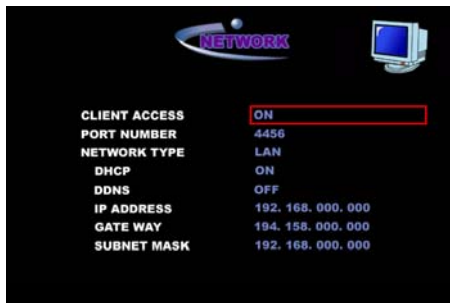 NETWORK
CLIENT ACCESS ON
PORT NUMBER 4456
NETWORK TYPE LAN
DHCP ON
DDNS OFF
IP ADDRESS 192. 168. 000. 000
GATE WAY 194. 158. 000. 000
SUBNET MASK 192. 168. 000. 000